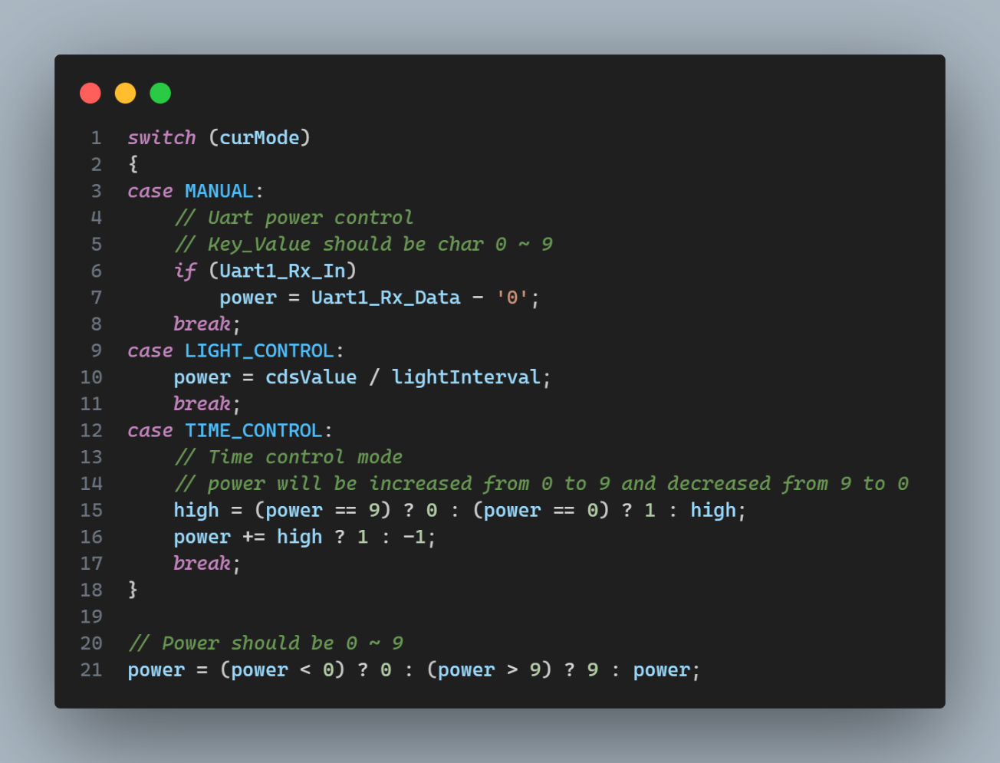 1 switch (curMode)
2 {
3 case MANUAL:
4 // Uart power control
5 // Key_Value should be char 0 ~ 9
6 if (Uart1_Rx_In)
7 power = Uart1_Rx_Data - '0';
8 break;
9 case LIGHT_CONTROL:
10 power = cdsValue / lightInterval;
11 break;
12 case TIME_CONTROL:
13 // Time control mode
14 // power will be increased from 0 to 9 and decreased from 9 to 0
15 high = (power == 9) ? 0 : (power == 0) ? 1 : high;
16 power += high ? 1 : -1;
17 break;
18 }
19
20 // Power should be 0 ~ 9
21 power = (power < 0) ? 0 : (power > 9) ? 9 : power;